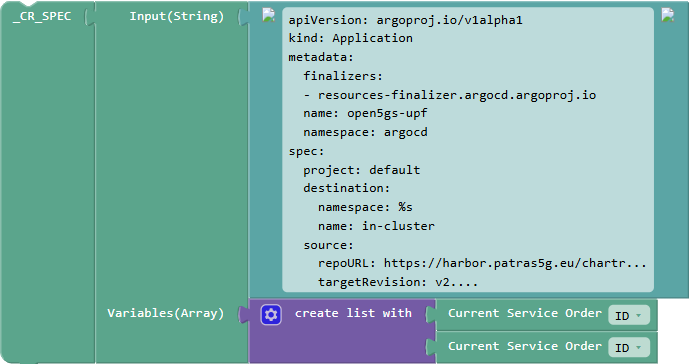 _CR_SPEC Input(String) apiVersion: argoproj.io/v1alpha1
kind: Application
metadata:
finalizers:
- resources-finalizer.argocd.argoproj.io
name: open5gs-upf
namespace: argocd
spec:
project: default
destination:
namespace: %s
name: in-cluster
source:
repoURL: https://harbor.patras5g.eu/chartr...
targetRevision: v2....
Variables(Array) create list with Current Service Order ID
Current Service Order ID